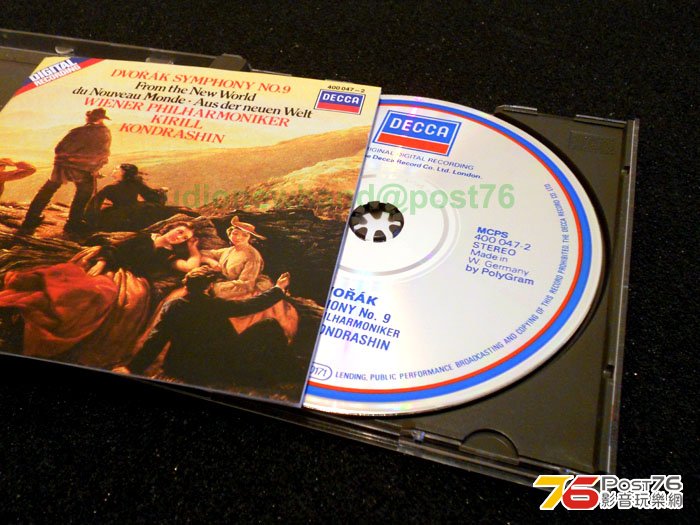 DIGITAL
RECORDING
DVOŘÁK SYMPHONY NO.9
From the New World
du Nouveau Monde · Aus der neuen Welt
WIENER PHILHARMONIKER
KIRILL
KONDRASHIN
400 047-2
DECCA
DECCA
ORIGINAL DIGITAL RECORDING
The Decca Record Co. Ltd. London.
@post76
MCPS
400 047-2
STEREO
Made in
W. Germany
by PolyGram
OŘÁK
ONY No. 9
HILHARMONIKER
ONDRASHIN
LENDING, PUBLIC PERFORMANCE, BROADCASTING AND COPYING OF THIS RECORD PROHIBITED. THE DECCA RECORD CO. LTD.
76 Post76
影音玩樂網